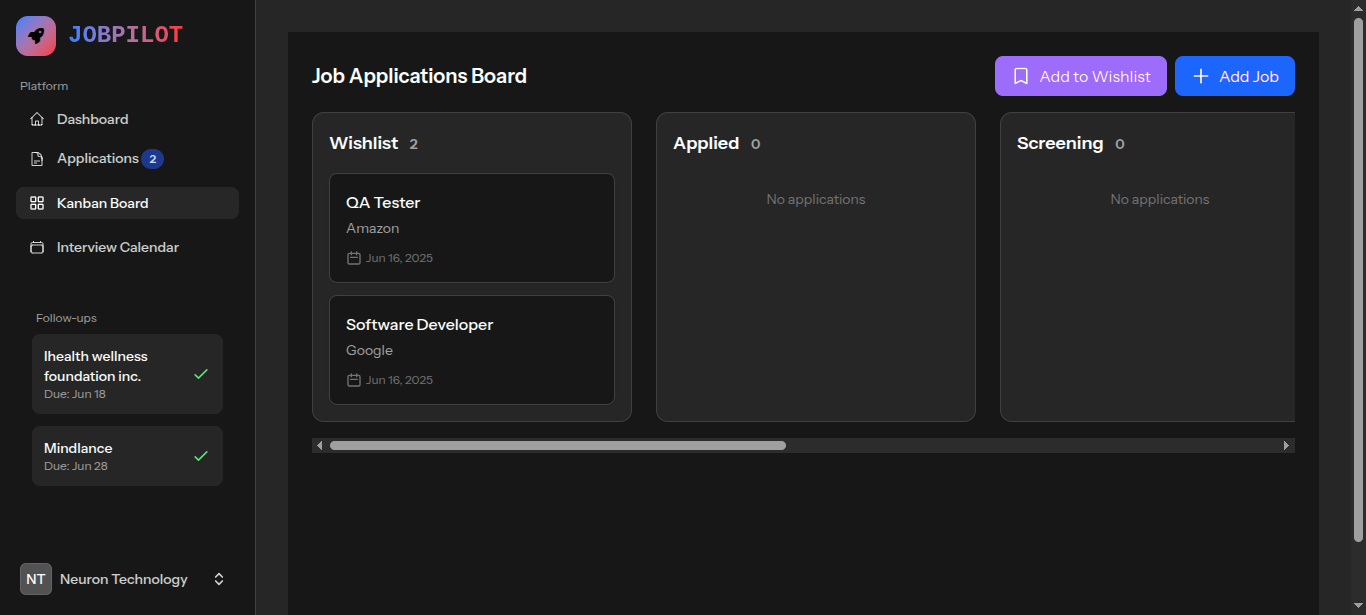 JOBPILOT
Platform
Dashboard
Applications 2
Kanban Board
Interview Calendar
Follow-ups
Ihealth wellness
foundation inc.
Due: Jun 18
Mindlance
Due: Jun 28
NT Neuron Technology
Job Applications Board
Add to Wishlist
Add Job
Wishlist 2
QA Tester
Amazon
Jun 16, 2025
Software Developer
Google
Jun 16, 2025
Applied 0
No applications
Screening 0
No applications